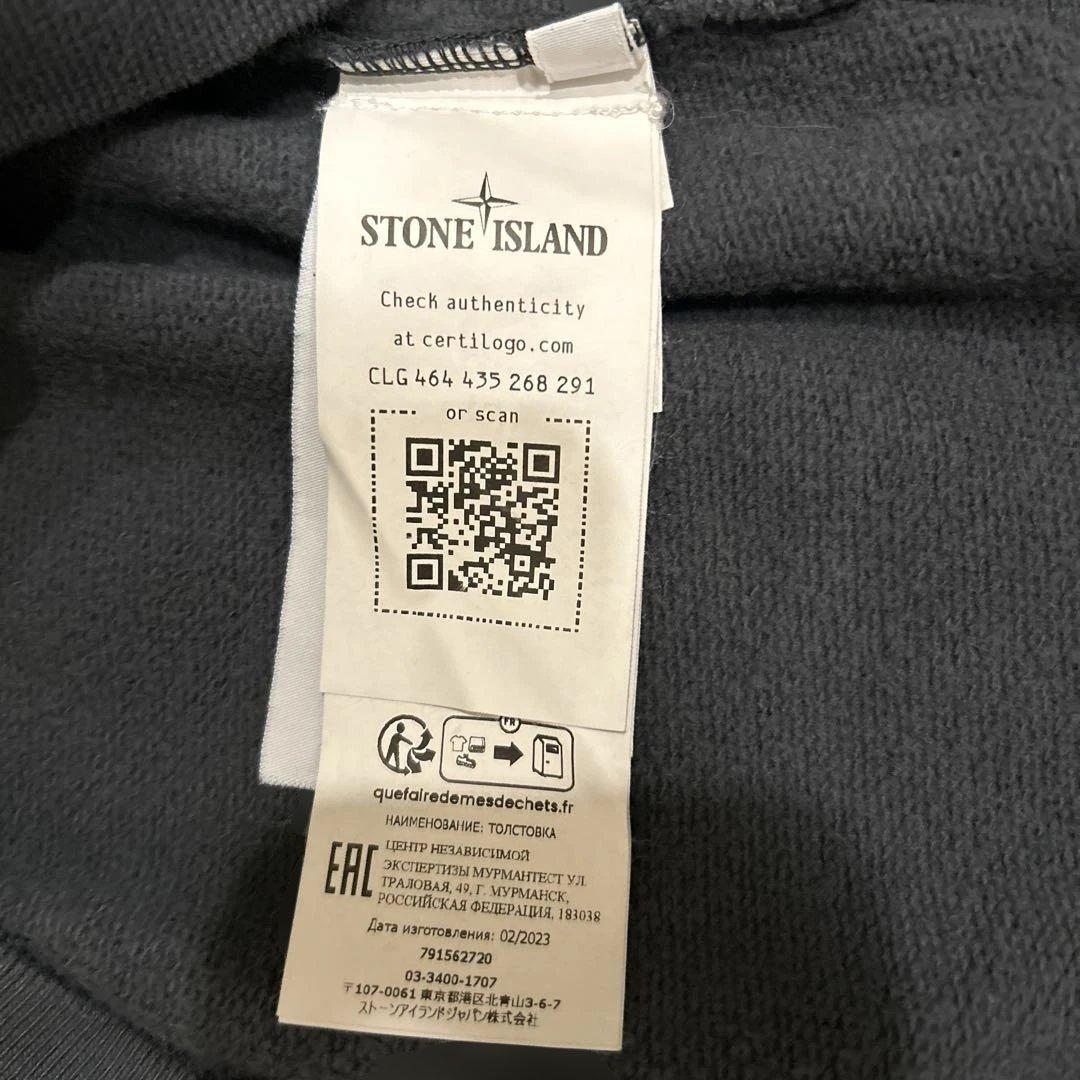 STONE ISLAND
Check authenticity
at certilogo.com
CLG 464 435 268 291
or scan
FR
quefairedemesdechets.fr
НАИМЕНОВАНИЕ: ТОЛСТОВКА
EAC
ЦЕНТР НЕЗАВИСИМОЙ
ЭКСПЕРТИЗЫ МУРМАНТЕСТ УЛ.
ТРАЛОВАЯ, 49, Г. МУРМАНСК,
РОССИЙСКАЯ ФЕДЕРАЦИЯ, 183038
Дата изготовления: 02/2023
791562720
03-3400-1707
〒107-0061 東京都港区北青山3-6-7
ストーンアイランドジャパン株式会社